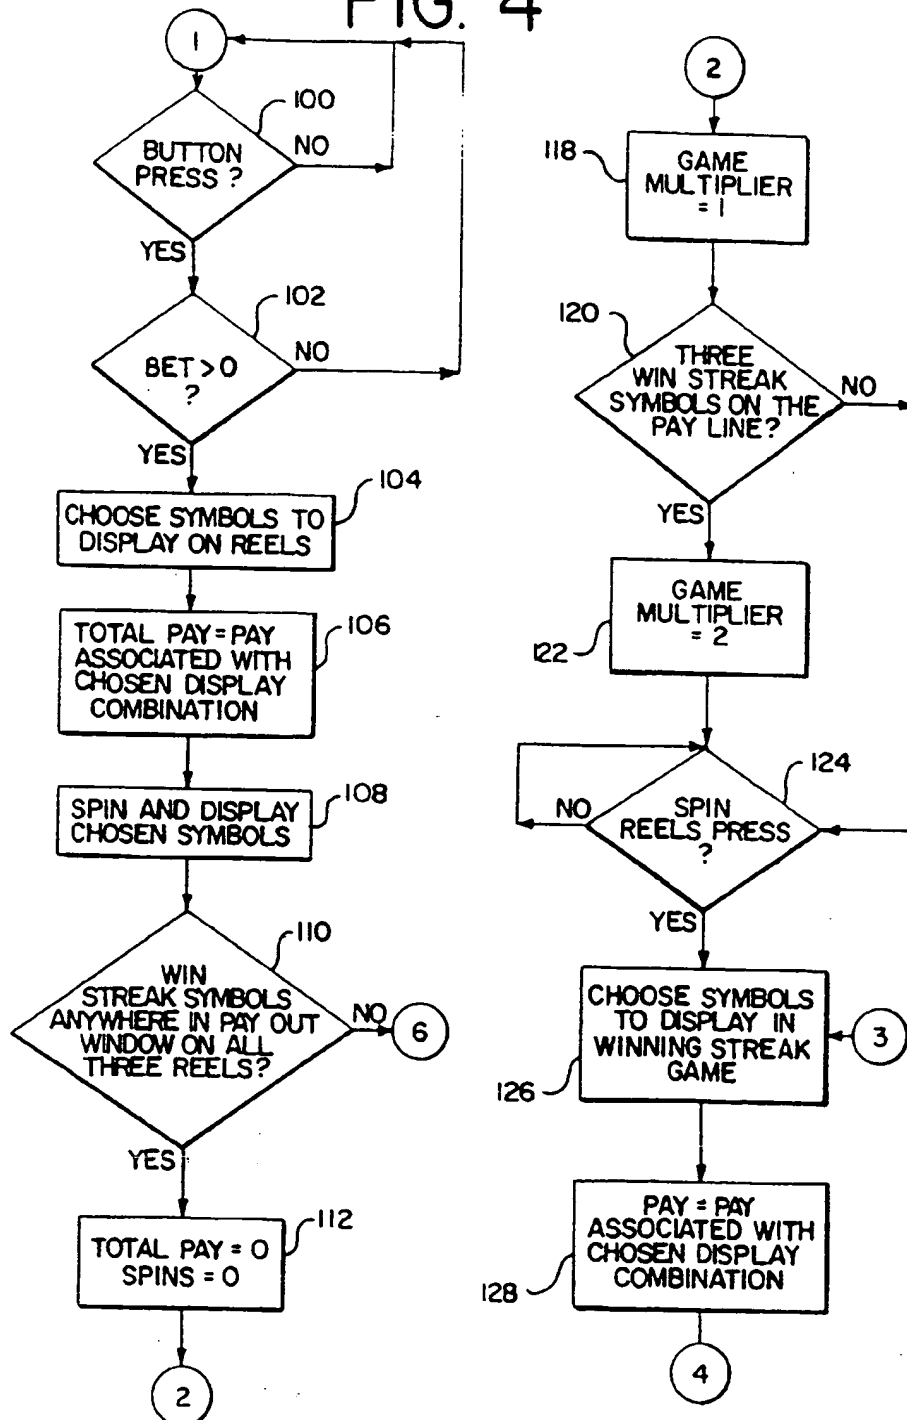 FIG. 4
1
100
BUTTON
PRESS ?
NO
YES
102
BET > 0
?
NO
YES
104
CHOOSE SYMBOLS TO
DISPLAY ON REELS
106
TOTAL PAY = PAY
ASSOCIATED WITH
CHOSEN DISPLAY
COMBINATION
108
SPIN AND DISPLAY
CHOSEN SYMBOLS
110
WIN
STREAK SYMBOLS
ANYWHERE IN PAY OUT
WINDOW ON ALL
THREE REELS?
NO
6
YES
112
TOTAL PAY = 0
SPINS = 0
2
2
118
GAME
MULTIPLIER
= 1
120
THREE
WIN STREAK
SYMBOLS ON THE
PAY LINE?
NO
YES
GAME
MULTIPLIER
= 2
122
124
SPIN
REELS PRESS
?
NO
YES
CHOOSE SYMBOLS
TO DISPLAY IN
WINNING STREAK
GAME
3
126
PAY = PAY
ASSOCIATED WITH
CHOSEN DISPLAY
COMBINATION
128
4